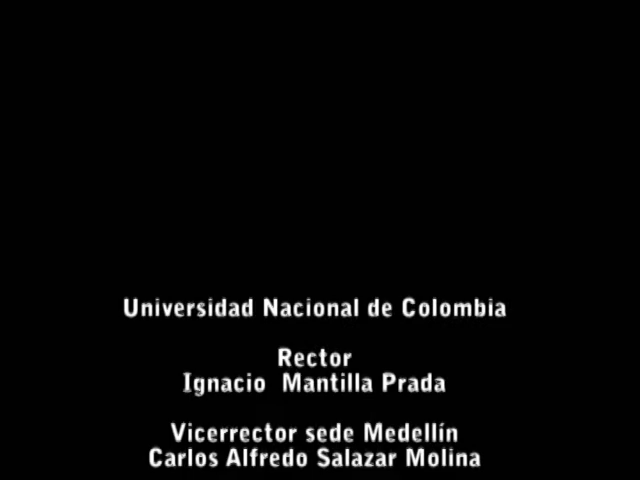 Universidad Nacional de Colombia
Rector
Ignacio Mantilla Prada
Vicerrector sede Medellín
Carlos Alfredo Salazar Molina